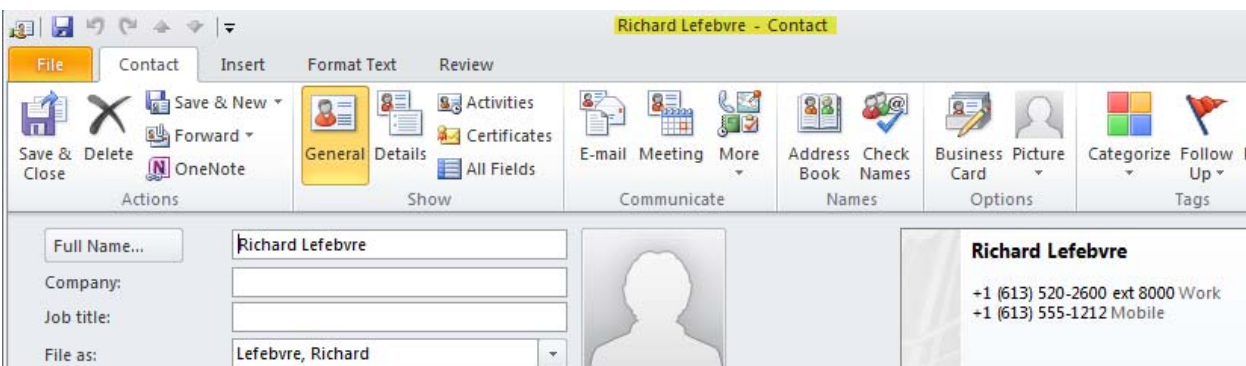 Richard Lefebvre - Contact
File Contact Insert Format Text Review
Save & Close
Delete
Save & New
Forward
OneNote
Actions
General
Details
Activities
Certificates
All Fields
Show
E-mail
Meeting
More
Communicate
Address Book
Check Names
Names
Business Card
Picture
Options
Categorize
Follow Up
Tags
Full Name...
Richard Lefebvre
Company:
Job title:
File as:
Lefebvre, Richard
Richard Lefebvre
+1 (613) 520-2600 ext 8000 Work
+1 (613) 555-1212 Mobile